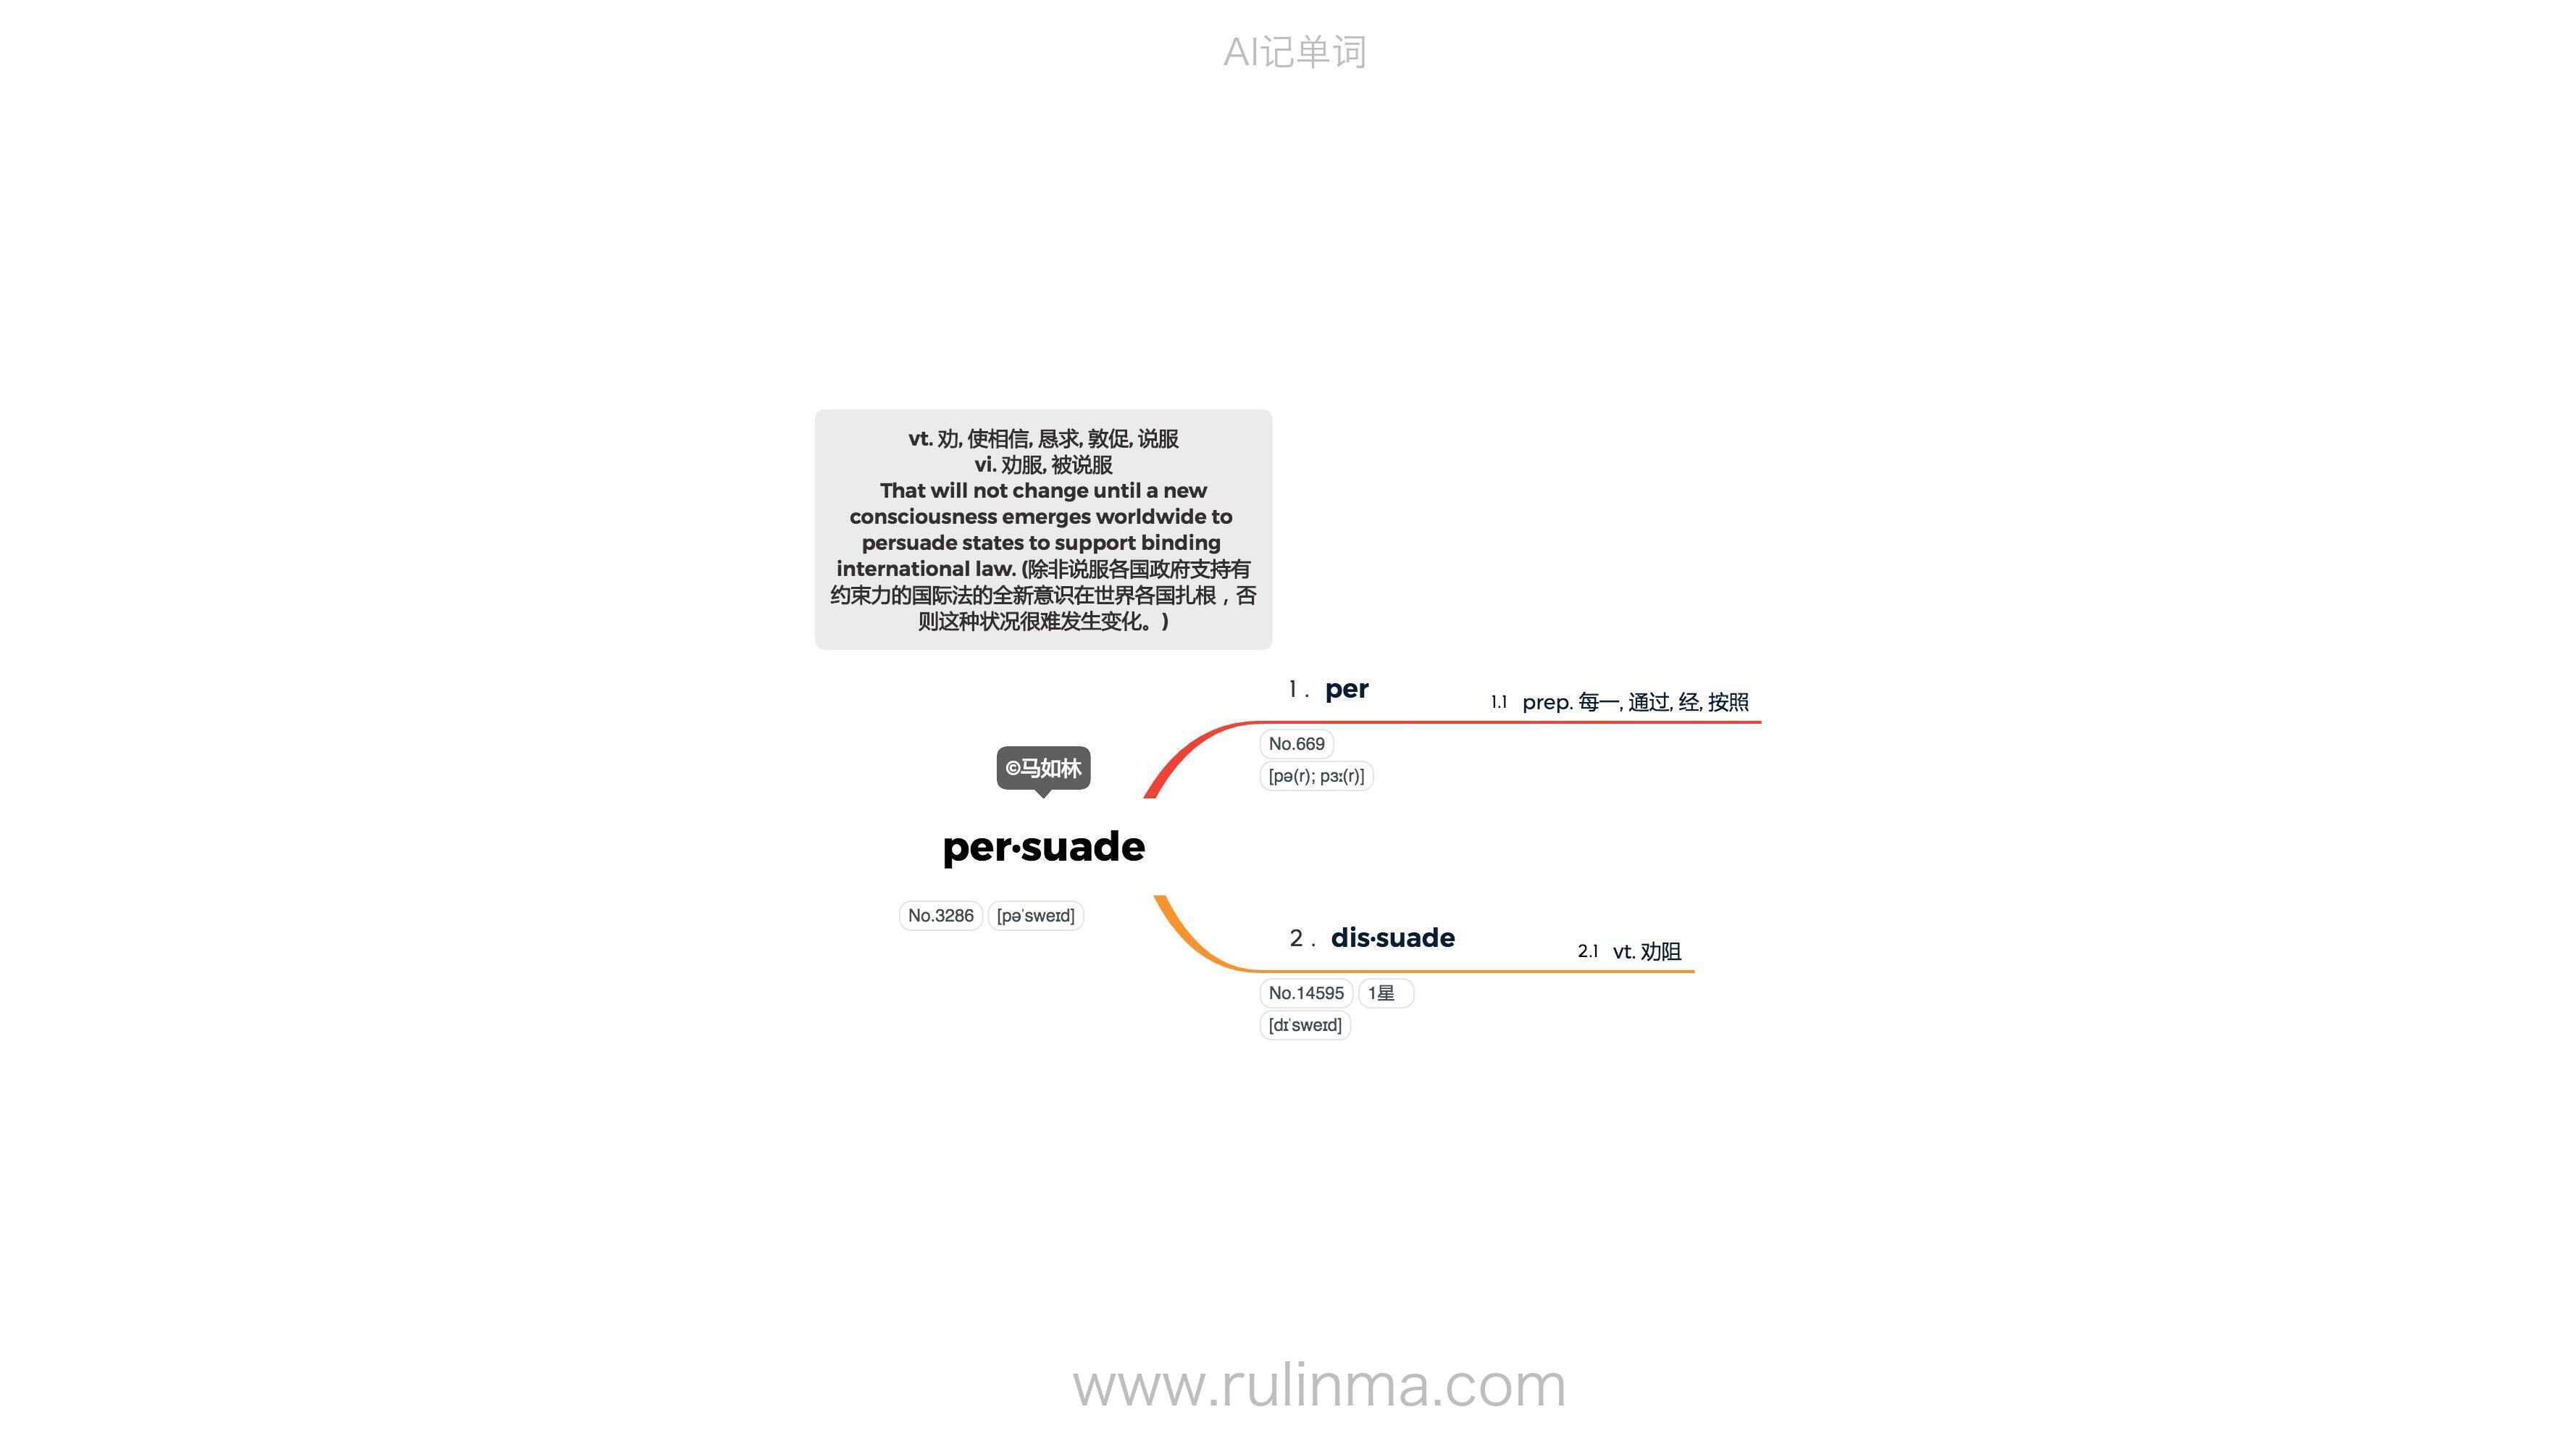 AI记单词
vt. 劝, 使相信, 恳求, 敦促, 说服
vi. 劝服, 被说服
That will not change until a new
consciousness emerges worldwide to
persuade states to support binding
international law. (除非说服各国政府支持有
约束力的国际法的全新意识在世界各国扎根，否
则这种状况很难发生变化。)
©马如林
per·suade
No.3286 [pəˈsweɪd]
1. per
1.1 prep. 每一, 通过, 经, 按照
No.669
[pə(r); pɜː(r)]
2. dis·suade
2.1 vt. 劝阻
No.14595 1星
[dɪˈsweɪd]
www.rulinma.com